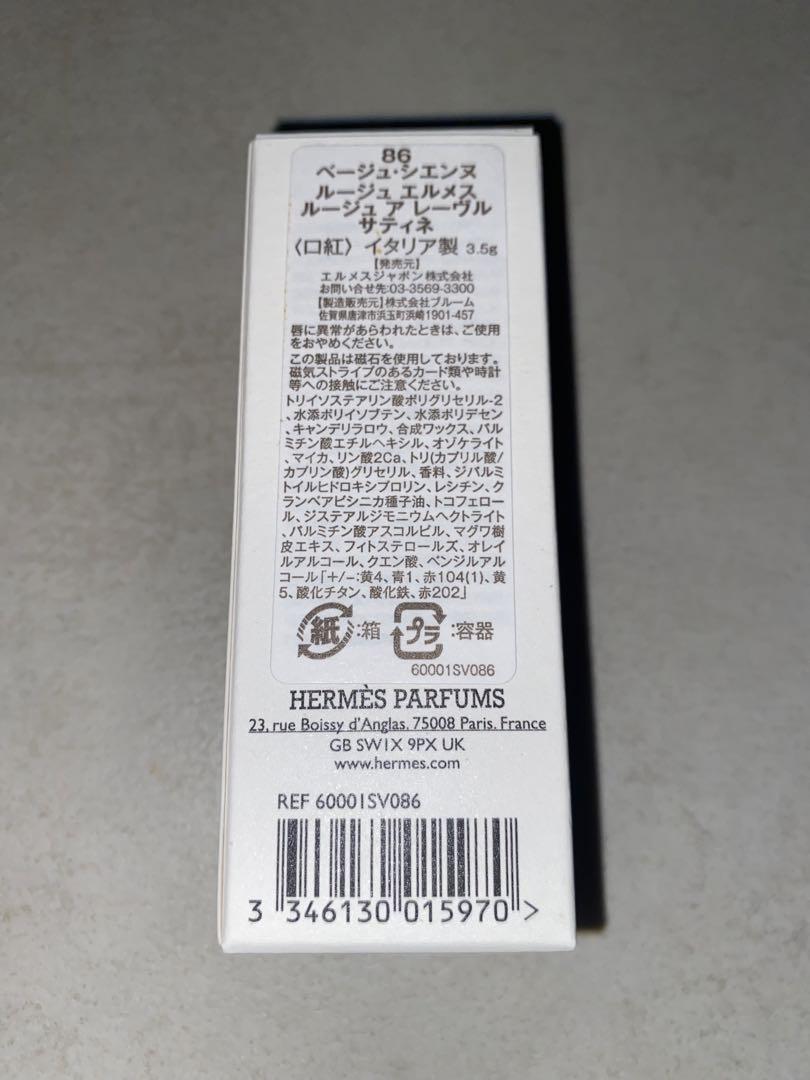 86
ベージュ・シエンヌ
ルージュ エルメス
ルージュ ア レーヴル
サティネ
〈口紅〉 イタリア製 3.5g
【発売元】
エルメスジャポン株式会社
お問い合せ先:03-3569-3300
【製造販売元】株式会社ブルーム
佐賀県唐津市浜玉町浜崎1901-457
唇に異常があらわれたときは、ご使用
をおやめください。
この製品は磁石を使用しております。
磁気ストライプのあるカード類や時計
等への接触にご注意ください。
トリイソステアリン酸ポリグリセリル-2
、水添ポリイソブテン、水添ポリデセン
、キャンデリラロウ、合成ワックス、パル
ミチン酸エチルヘキシル、オゾケライト
、マイカ、リン酸2Ca、トリ(カプリル酸/
カプリン酸)グリセリル、香料、ジパルミ
トイルヒドロキシプロリン、レシチン、ク
ランベアビシニカ種子油、トコフェロー
ル、ジステアルジモニウムヘクトライト
、パルミチン酸アスコルビル、マグワ樹
皮エキス、フィトステロールズ、オレイ
ルアルコール、クエン酸、ベンジルアル
コール「+/-:黄4、青1、赤104(1)、黄
5、酸化チタン、酸化鉄、赤202」
紙 :箱 プラ :容器
60001SV086
HERMÈS PARFUMS
23, rue Boissy d'Anglas, 75008 Paris. France
GB SW1X 9PX UK
www.hermes.com
REF 60001SV086
3 346130 015970 >